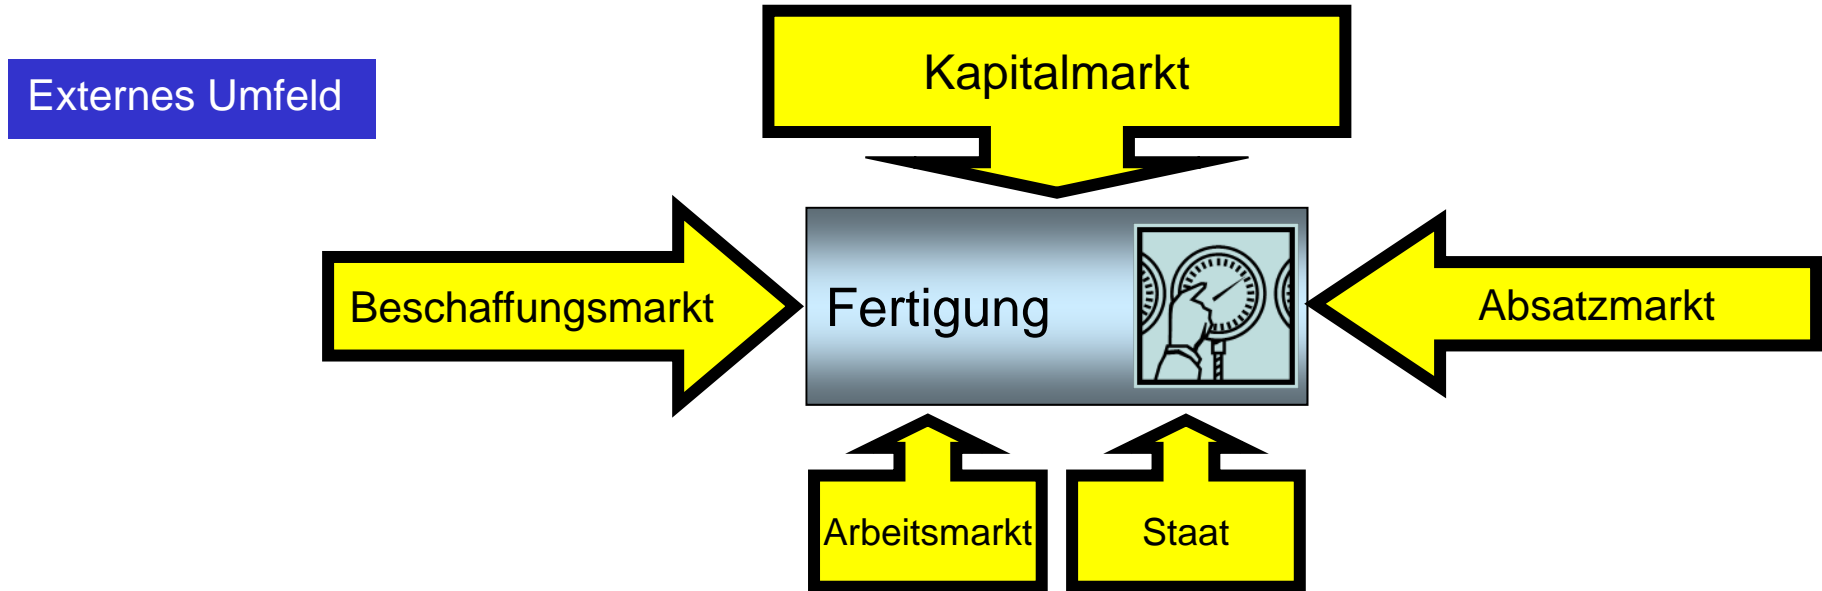 Kapitalmarkt
Externes Umfeld
Beschaffungsmarkt
Fertigung
Absatzmarkt
Arbeitsmarkt
Staat